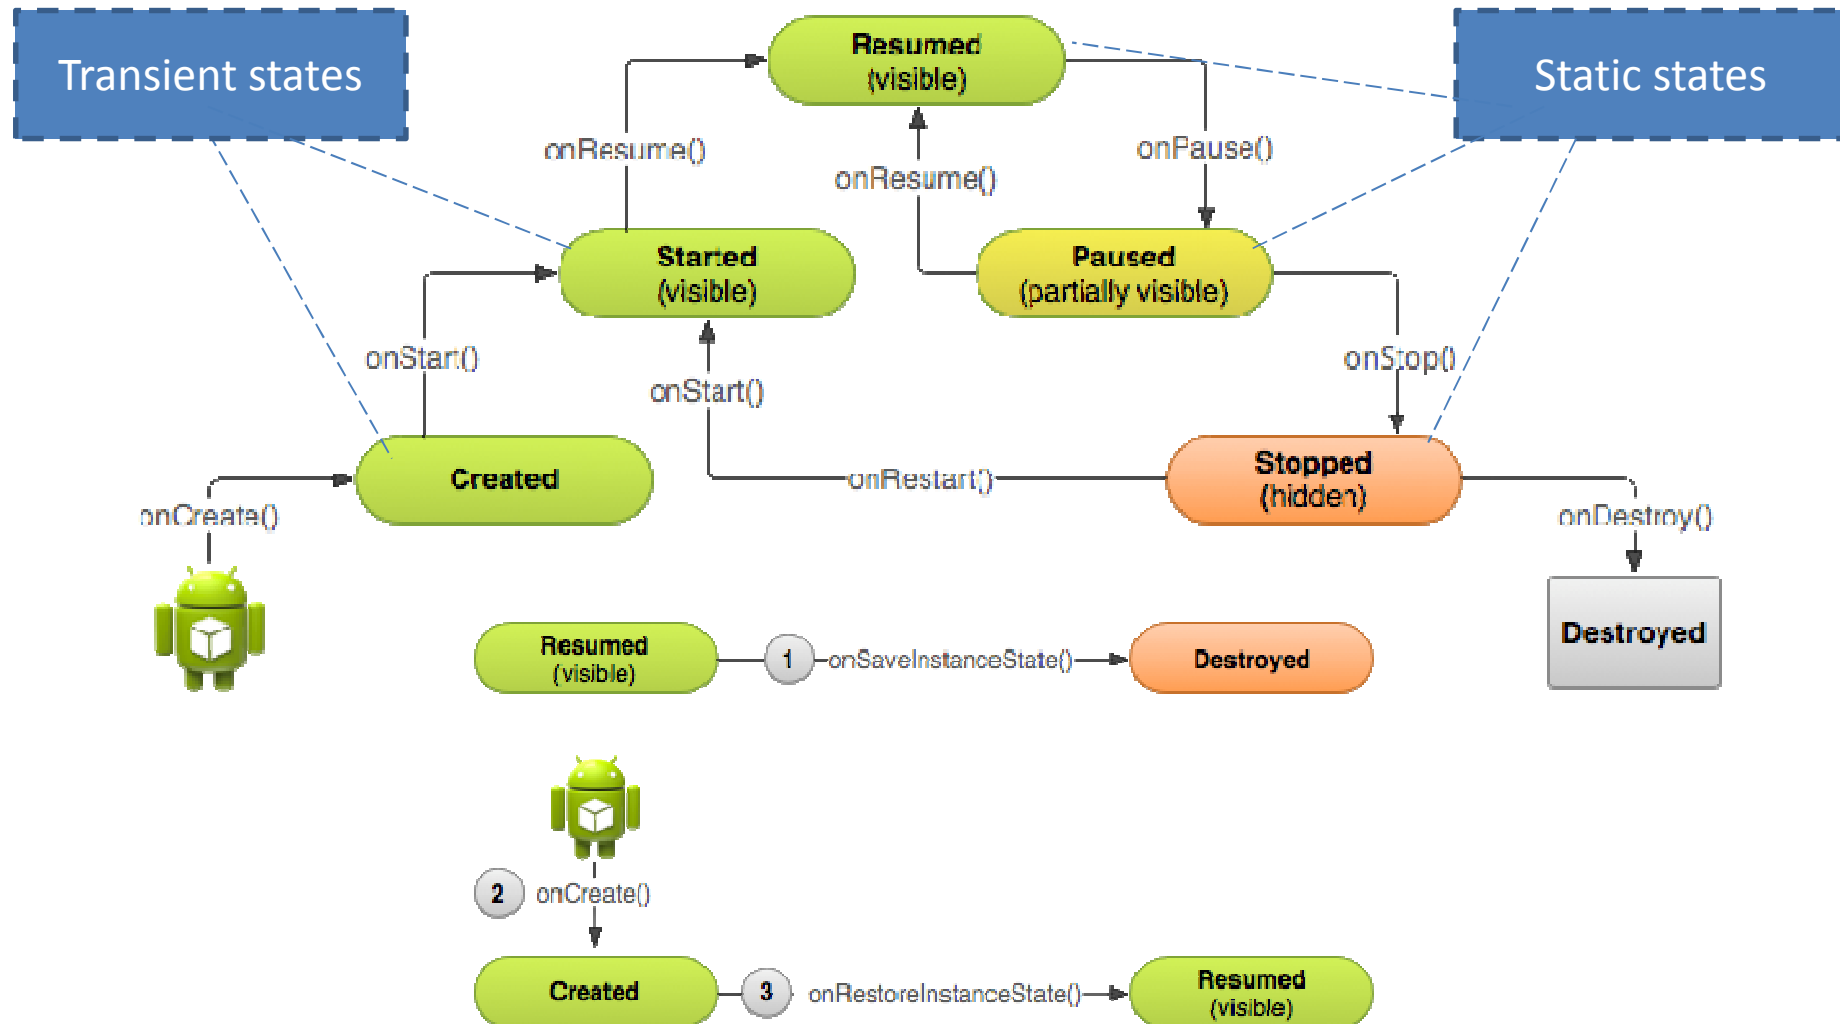 Transient states
Resumed
(visible)
Static states
onResume()
onPause()
onResume()
Started
(visible)
Paused
(partially visible)
onStart()
onStart()
onStop()
Created
onRestart()
Stopped
(hidden)
onCreate()
onDestroy()
Destroyed
Resumed
(visible)
1
onSaveInstanceState()
Destroyed
2
onCreate()
Created
3
onRestoreInstanceState()
Resumed
(visible)